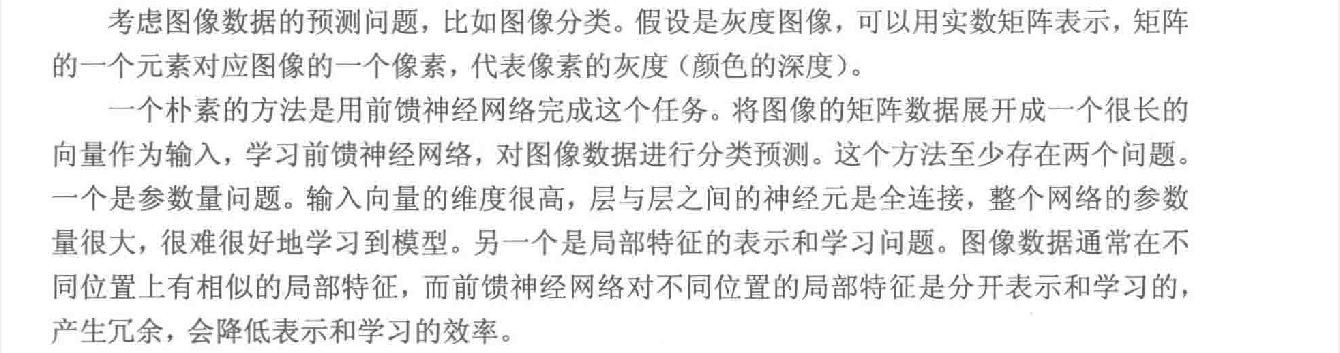 考虑图像数据的预测问题，比如图像分类。假设是灰度图像，可以用实数矩阵表示，矩阵
的一个元素对应图像的一个像素，代表像素的灰度（颜色的深度）。
一个朴素的方法是用前馈神经网络完成这个任务。将图像的矩阵数据展开成一个很长的
向量作为输入，学习前馈神经网络，对图像数据进行分类预测。这个方法至少存在两个问题。
一个是参数量问题。输入向量的维度很高，层与层之间的神经元是全连接，整个网络的参数
量很大，很难很好地学习到模型。另一个是局部特征的表示和学习问题。图像数据通常在不
同位置上有相似的局部特征，而前馈神经网络对不同位置的局部特征是分开表示和学习的，
产生冗余，会降低表示和学习的效率。